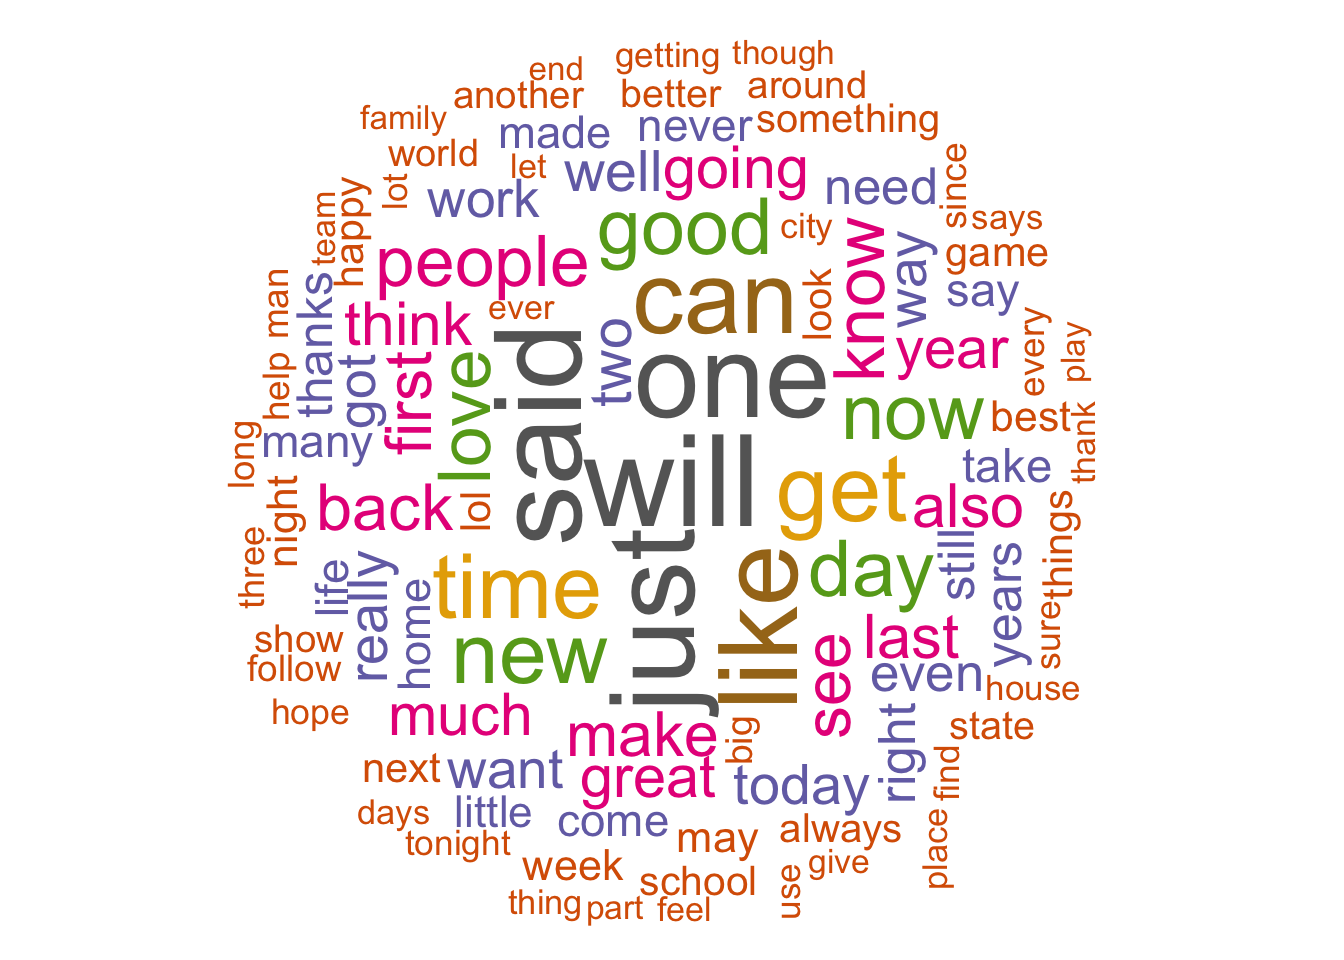 end
getting
though
another
better
around
family
made
never
something
world
let
well
going
need
since
lot
work
good
city
says
team
happy
people
can
know
way
game
look
say
ever
man
thanks
think
said
two
one
year
every
play
help
got
first
love
now
best
thank
long
many
will
get
take
night
back
lol
also
things
three
life
really
home
time
just
like
day
still
years
sure
show
new
see
last
follow
even
house
hope
much
make
big
right
state
next
want
great
today
find
days
little
come
may
always
place
tonight
week
school
use
give
thing
part
feel